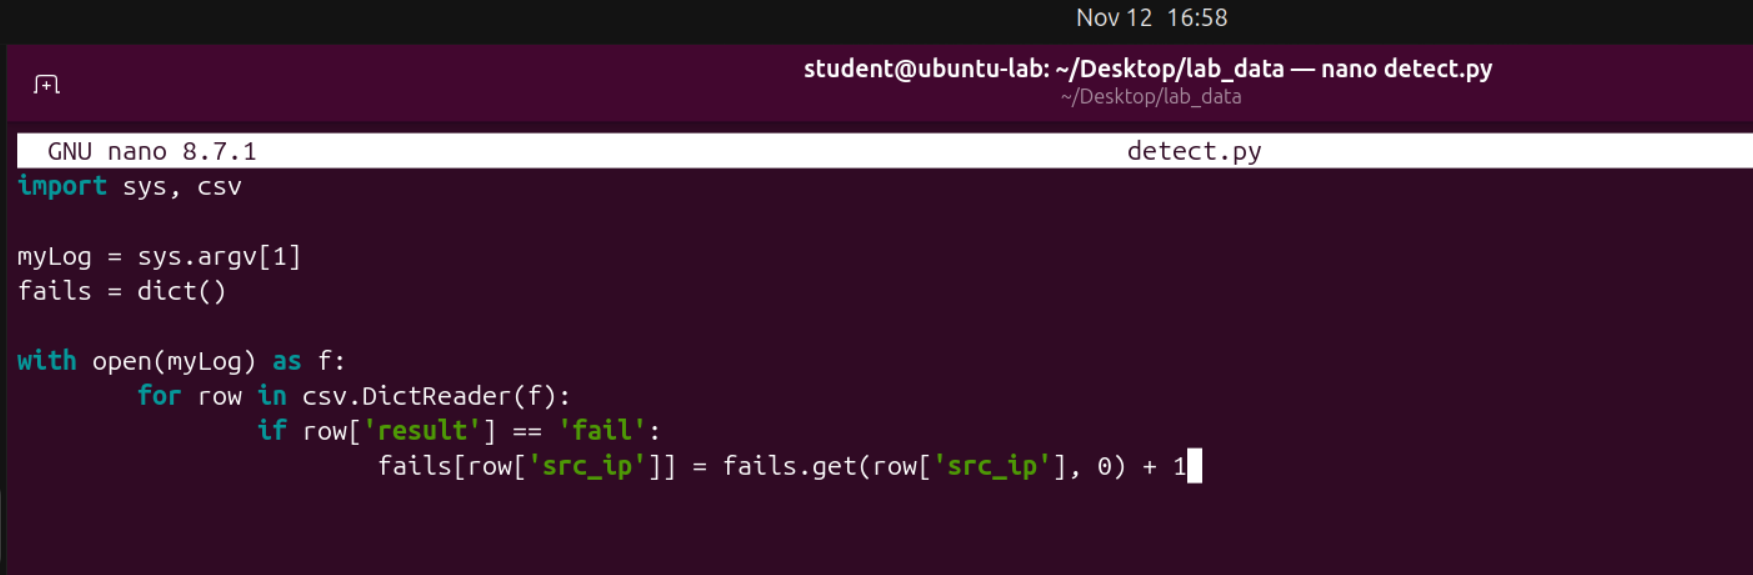 Nov 12 16:58
student@ubuntu-lab: ~/Desktop/lab_data — nano detect.py
~/Desktop/lab_data
GNU nano 8.7.1 detect.py
import sys, csv
myLog = sys.argv[1]
fails = dict()
with open(myLog) as f:
        for row in csv.DictReader(f):
                if row['result'] == 'fail':
                        fails[row['src_ip']] = fails.get(row['src_ip'], 0) + 1